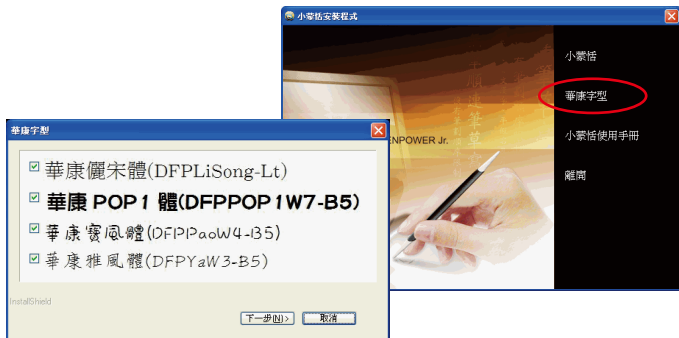 小蒙恬安裝程式
小蒙恬
華康字型
小蒙恬使用手冊
離開
ENPOWER Jr.
華康字型
華康儷宋體(DFPLiSong-Lt)
華康 POP1 體(DFPPOP1W7-B5)
華康寶風體(DFPPaoW4-B5)
華康雅風體(DFPYaW3-B5)
InstallShield
下一步(N)>
取消